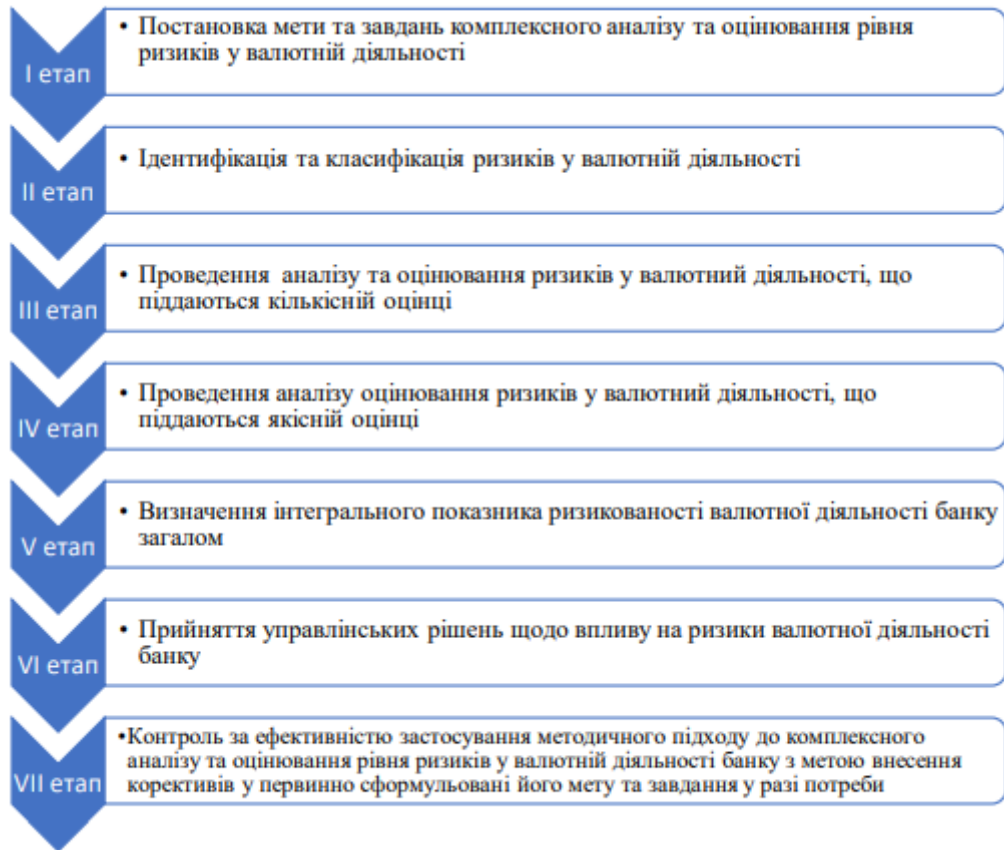 І етап
• Постановка мети та завдань комплексного аналізу та оцінювання рівня
ризиків у валютній діяльності
ІІ етап
• Ідентифікація та класифікація ризиків у валютній діяльності
ІІІ етап
• Проведення аналізу та оцінювання ризиків у валютний діяльності, що
піддаються кількісній оцінці
IV етап
• Проведення аналізу оцінювання ризиків у валютний діяльності, що
піддаються якісній оцінці
V етап
• Визначення інтегрального показника ризикованості валютної діяльності банку
загалом
VI етап
• Прийняття управлінських рішень щодо впливу на ризики валютної діяльності
банку
VII етап
•Контроль за ефективністю застосування методичного підходу до комплексного
аналізу та оцінювання рівня ризиків у валютній діяльності банку з метою внесення
корективів у первинно сформульовані його мету та завдання у разі потреби